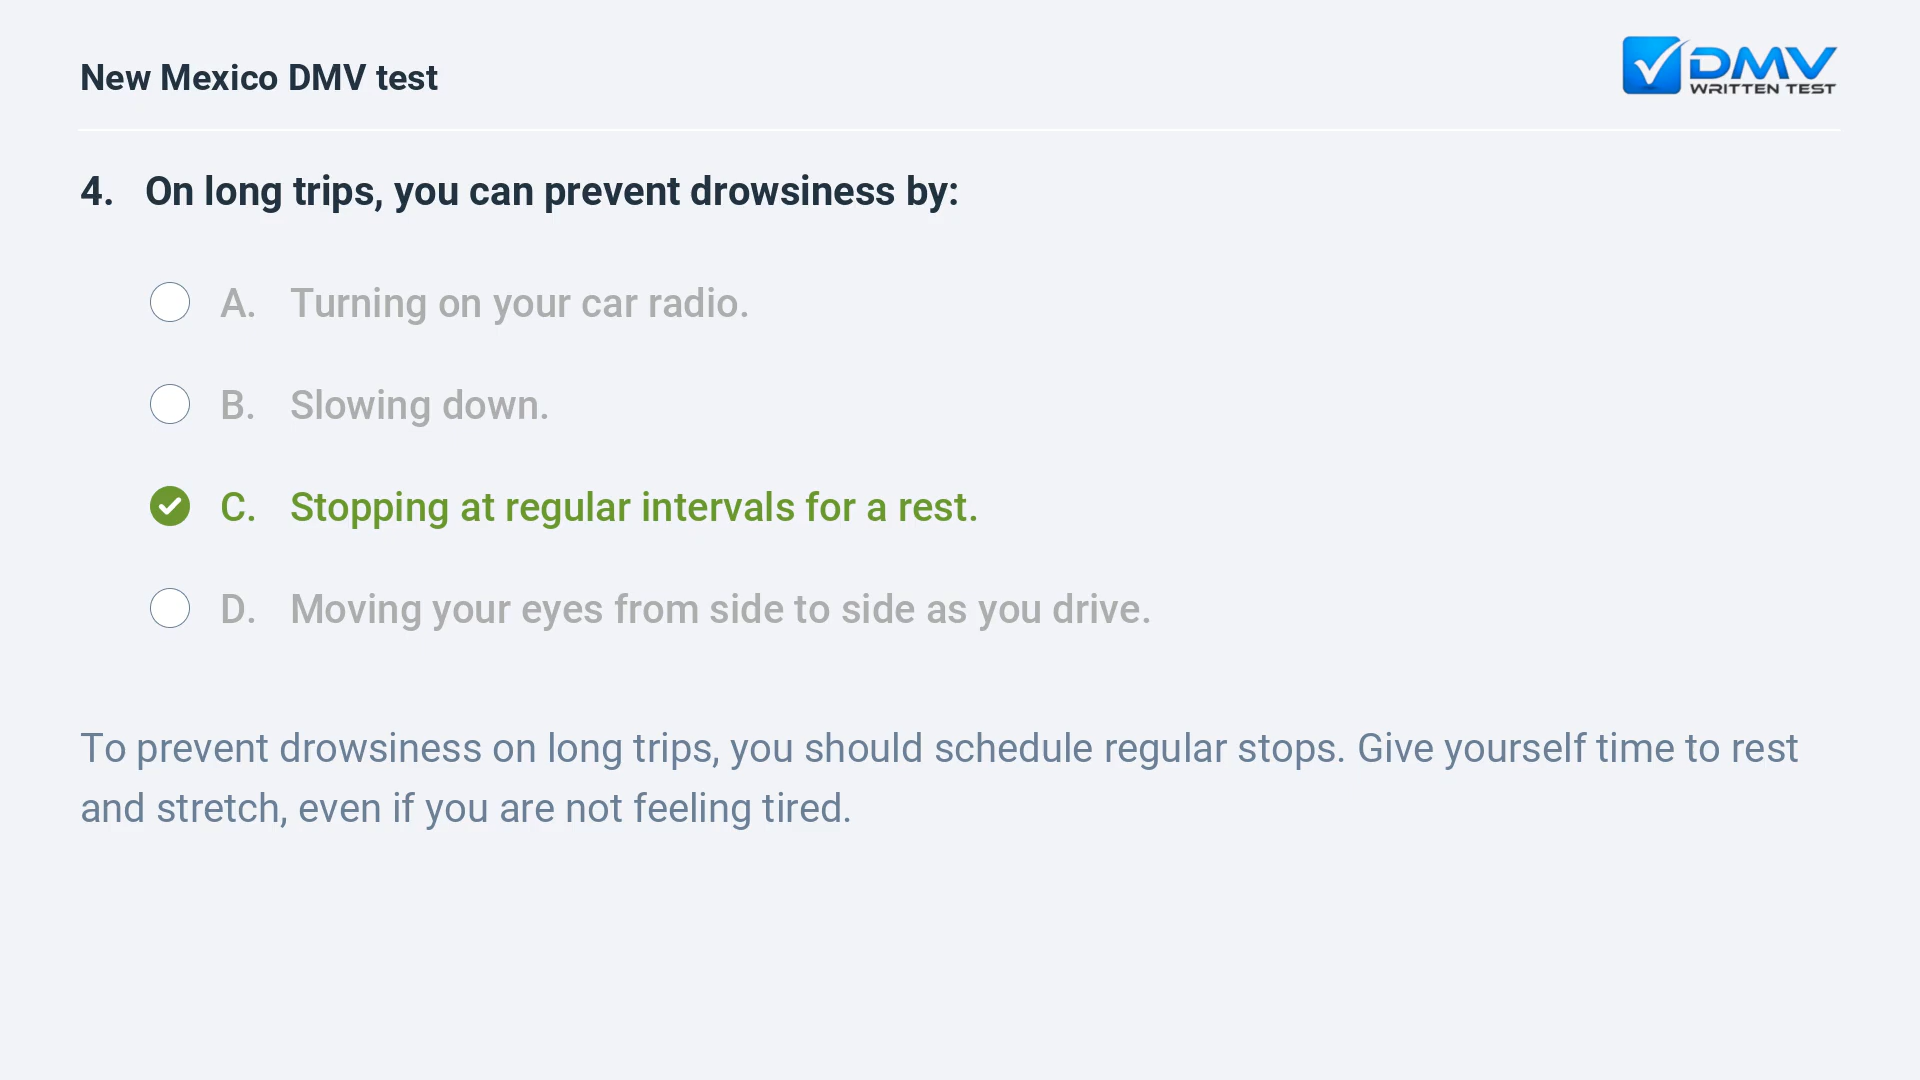 New Mexico DMV test
DMV
WRITTEN TEST
4. On long trips, you can prevent drowsiness by:
A. Turning on your car radio.
B. Slowing down.
C. Stopping at regular intervals for a rest.
D. Moving your eyes from side to side as you drive.
To prevent drowsiness on long trips, you should schedule regular stops. Give yourself time to rest
and stretch, even if you are not feeling tired.